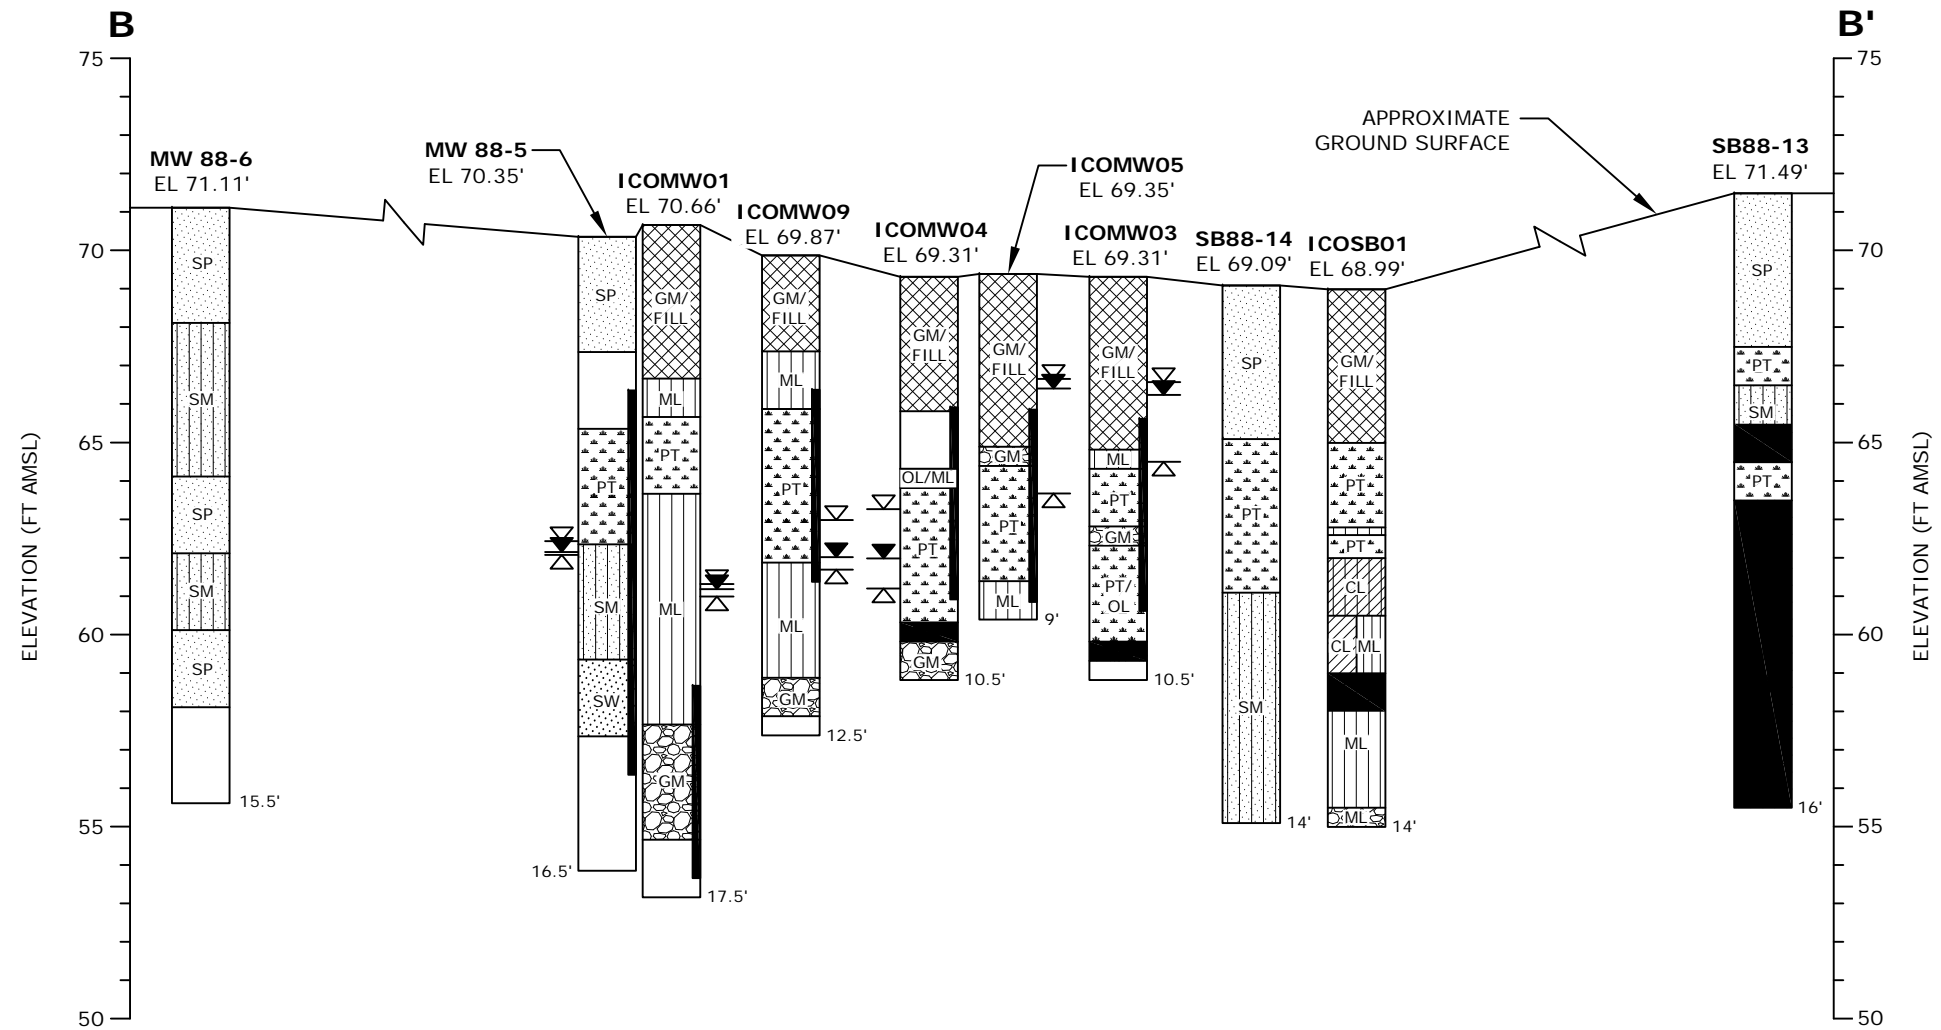 B
B'
75
75
APPROXIMATE
GROUND SURFACE
MW 88-6
EL 71.11'
MW 88-5
EL 70.35'
ICOMW01
EL 70.66'
ICOMW09
EL 69.87'
ICOMW04
EL 69.31'
ICOMW05
EL 69.35'
ICOMW03
EL 69.31'
SB88-14
EL 69.09'
ICOSB01
EL 68.99'
SB88-13
EL 71.49'
70
70
65
65
60
60
55
55
50
50
ELEVATION (FT AMSL)
ELEVATION (FT AMSL)
SP
SM
SP
SM
SP
15.5'
SP
PT
SM
SW
16.5'
GM/
FILL
ML
PT
ML
GM
17.5'
GM/
FILL
ML
PT
ML
GM
12.5'
GM/
FILL
OL/ML
PT
GM
10.5'
GM/
FILL
GM
PT
ML
9'
GM/
FILL
ML
PT
GM
PT/
OL
10.5'
SP
PT
SM
14'
GM/
FILL
PT
PT
CL
CL ML
ML
ML
14'
SP
PT
SM
PT
16'